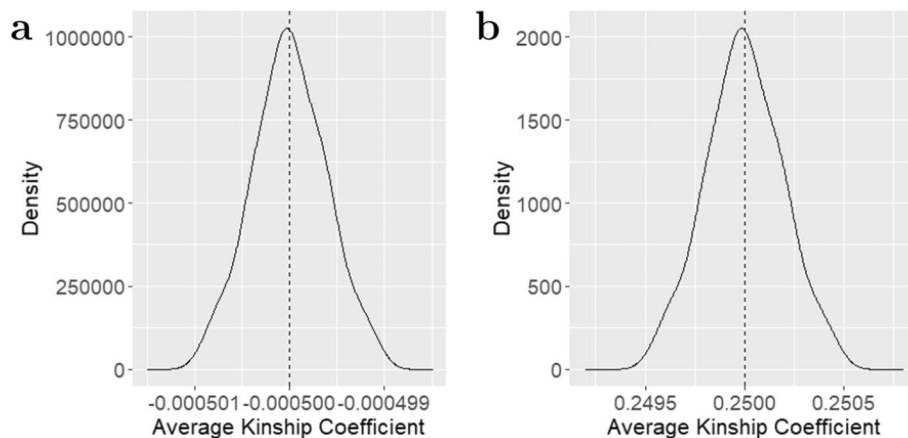 a
1000000
750000
500000
250000
0
Density
-0.000501 -0.000500 -0.000499
Average Kinship Coefficient
b
2000
1500
1000
500
0
Density
0.2495 0.2500 0.2505
Average Kinship Coefficient